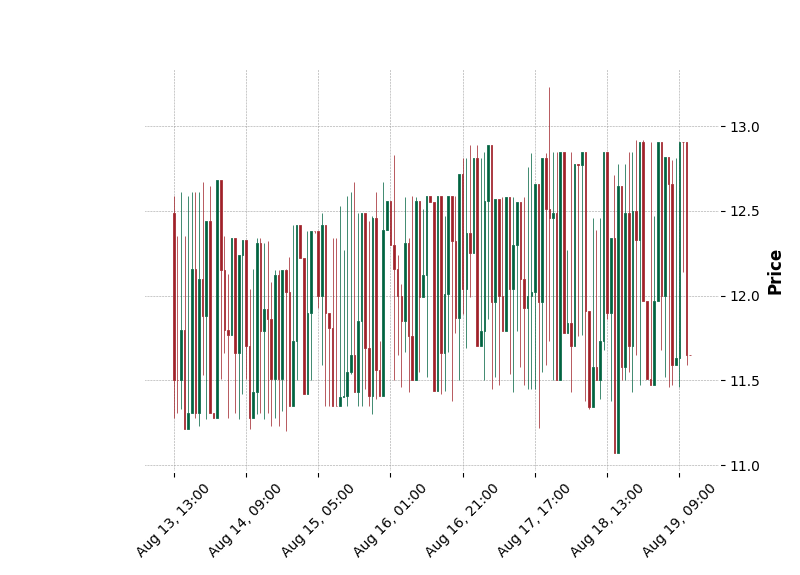 13.0
12.5
12.0
11.5
11.0
Price
Aug 13, 13:00
Aug 14, 09:00
Aug 15, 05:00
Aug 16, 01:00
Aug 16, 21:00
Aug 17, 17:00
Aug 18, 13:00
Aug 19, 09:00